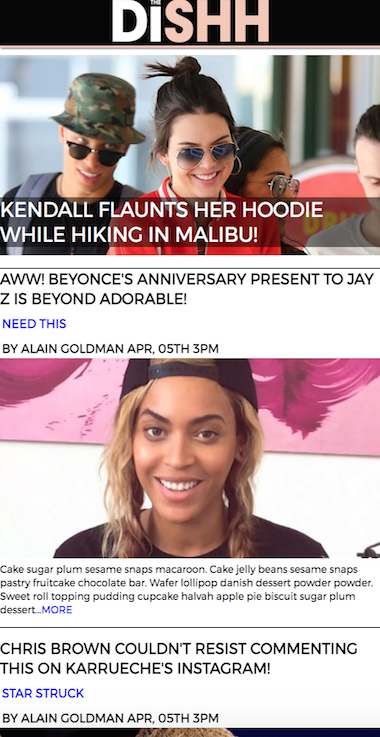 THE
DiSHH
KENDALL FLAUNTS HER HOODIE
WHILE HIKING IN MALIBU!
AWW! BEYONCE'S ANNIVERSARY PRESENT TO JAY
Z IS BEYOND ADORABLE!
NEED THIS
BY ALAIN GOLDMAN APR, 05TH 3PM
Cake sugar plum sesame snaps macaroon. Cake jelly beans sesame snaps
pastry fruitcake chocolate bar. Wafer lollipop danish dessert powder powder.
Sweet roll topping pudding cupcake halvah apple pie biscuit sugar plum
dessert...MORE
CHRIS BROWN COULDN'T RESIST COMMENTING
THIS ON KARRUECHE'S INSTAGRAM!
STAR STRUCK
BY ALAIN GOLDMAN APR, 05TH 3PM